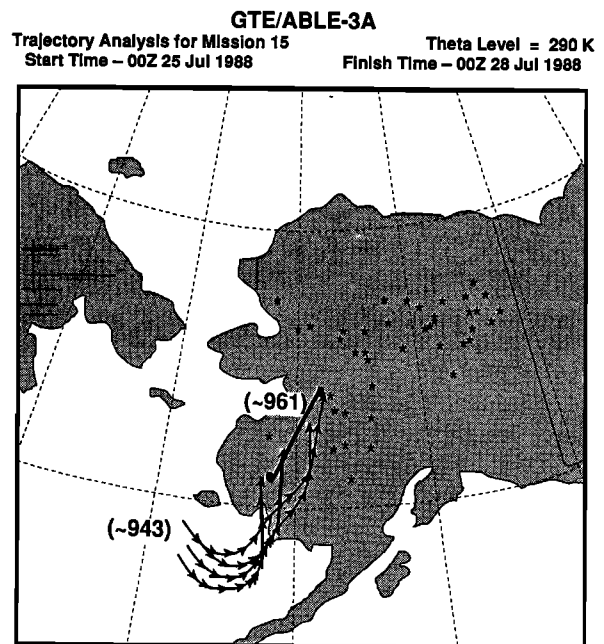 GTE/ABLE-3A
Trajectory Analysis for Mission 15
Theta Level = 290 K
Start Time – 00Z 25 Jul 1988
Finish Time – 00Z 28 Jul 1988
(~961)
(~943)